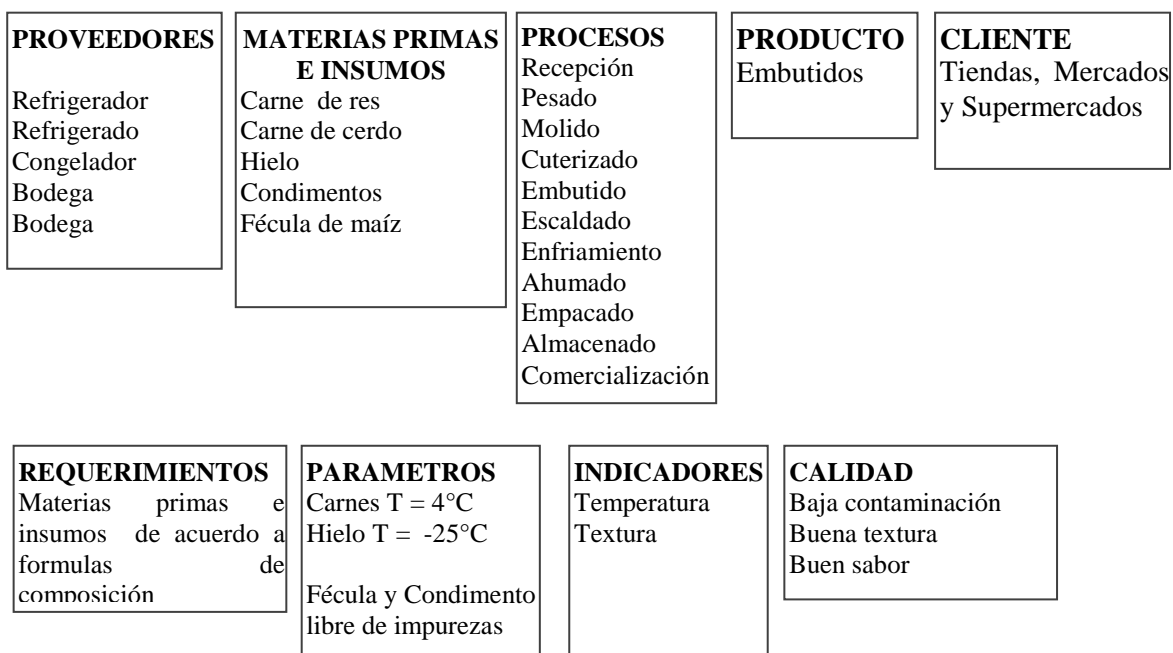 PROVEEDORES
Refrigerador
Refrigerado
Congelador
Bodega
Bodega
MATERIAS PRIMAS
E INSUMOS
Carne de res
Carne de cerdo
Hielo
Condimentos
Fécula de maíz
PROCESOS
Recepción
Pesado
Molido
Cuterizado
Embutido
Escaldado
Enfriamiento
Ahumado
Empacado
Almacenado
Comercialización
PRODUCTO
Embutidos
CLIENTE
Tiendas, Mercados
y Supermercados
REQUERIMIENTOS
Materias primas e
insumos de acuerdo a
formulas de
composición
PARAMETROS
Carnes T = 4°C
Hielo T = -25°C
Fécula y Condimento
libre de impurezas
INDICADORES
Temperatura
Textura
CALIDAD
Baja contaminación
Buena textura
Buen sabor